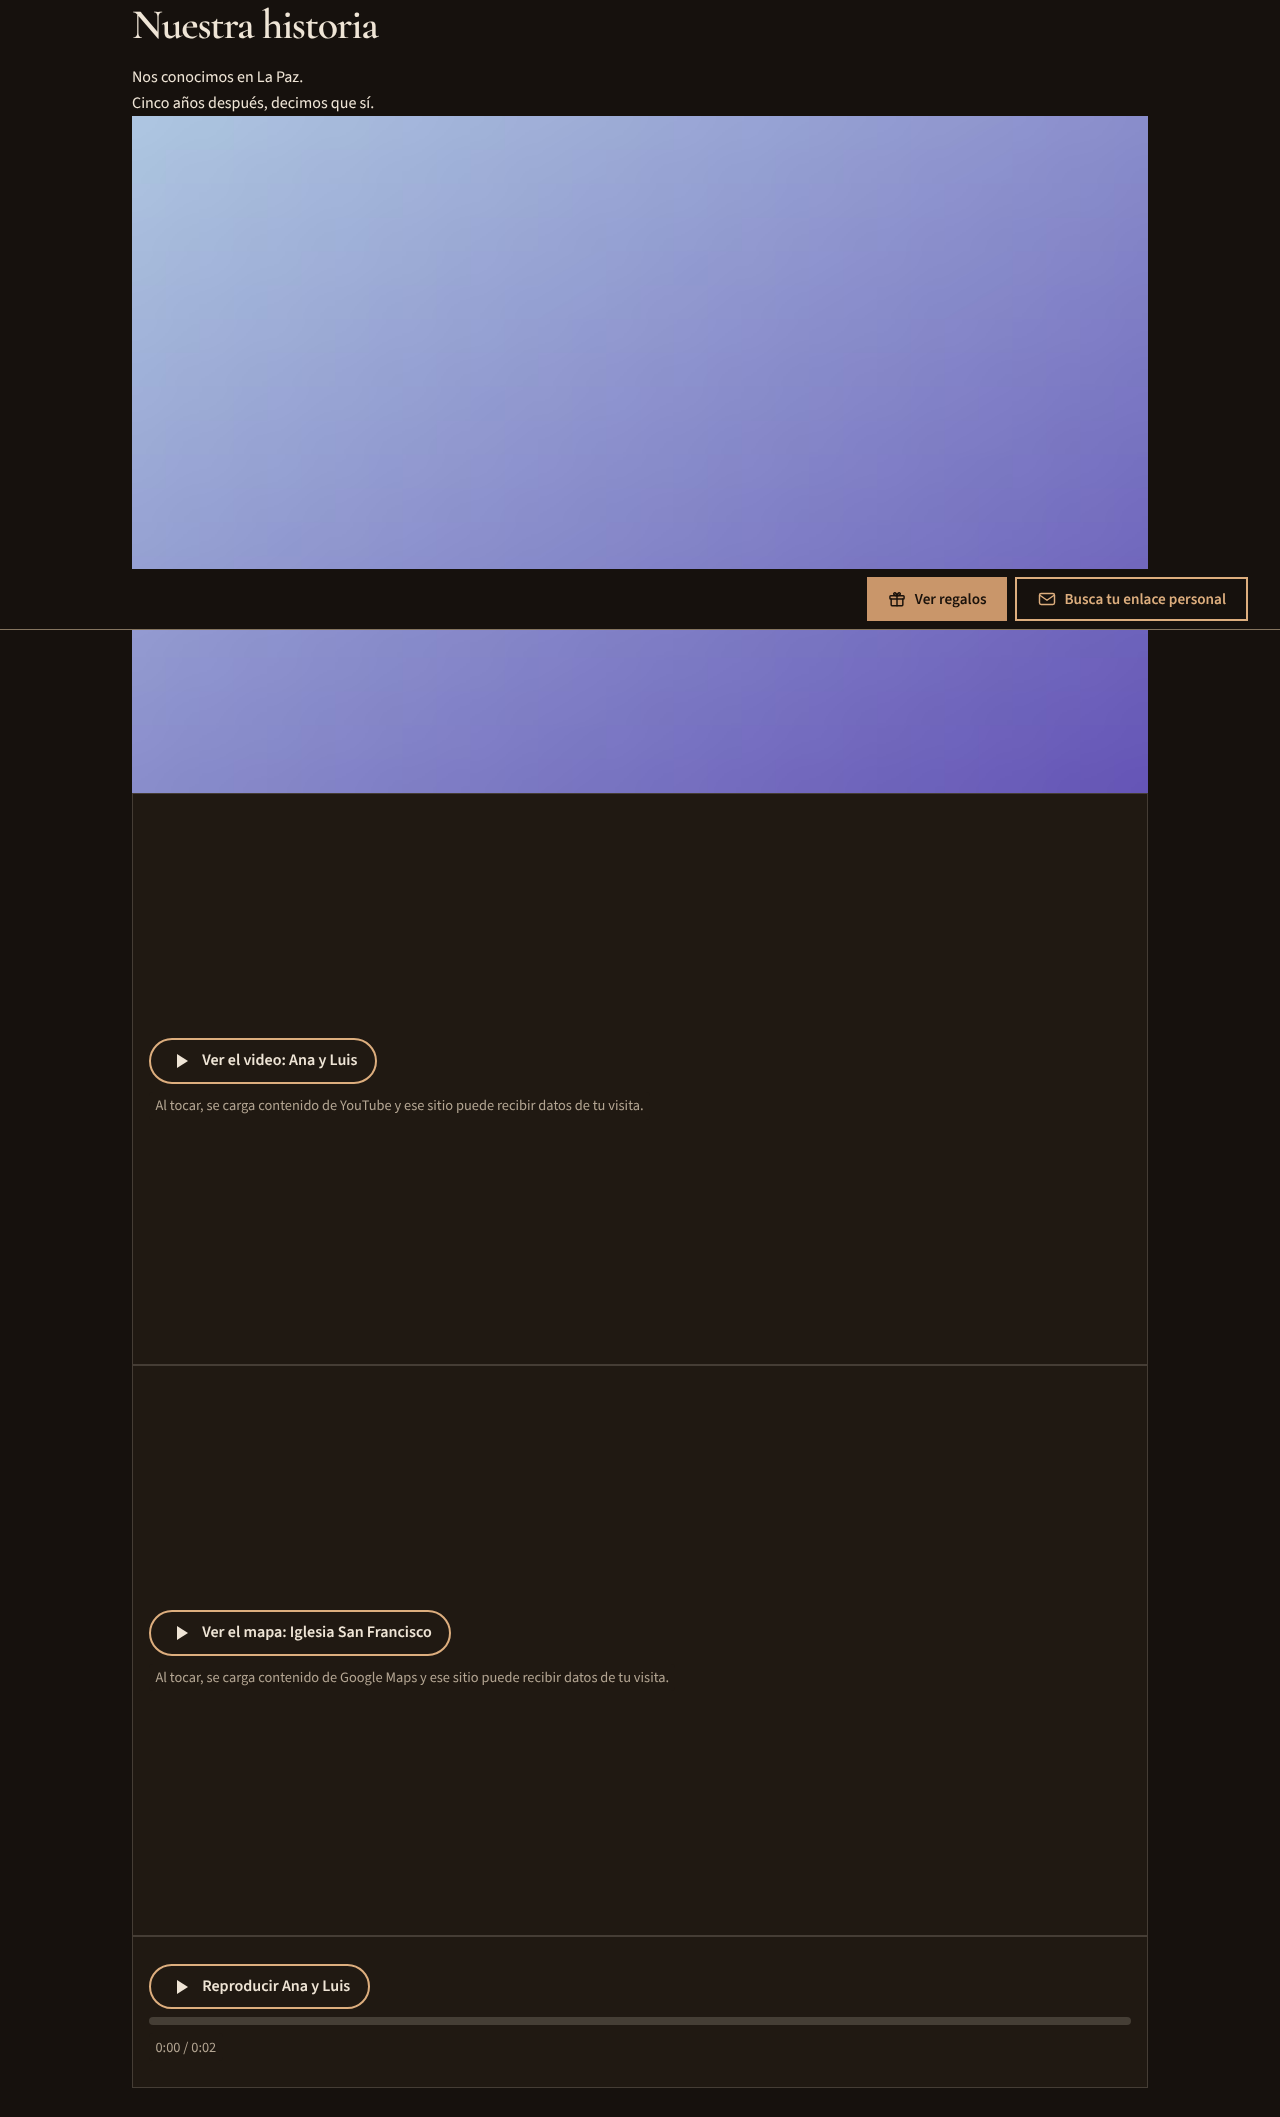 Nuestra historia
Nos conocimos en La Paz.
Cinco años después, decimos que sí.
Ver regalos
Busca tu enlace personal
Ver el video: Ana y Luis
Al tocar, se carga contenido de YouTube y ese sitio puede recibir datos de tu visita.
Ver el mapa: Iglesia San Francisco
Al tocar, se carga contenido de Google Maps y ese sitio puede recibir datos de tu visita.
Reproducir Ana y Luis
0:00 / 0:02